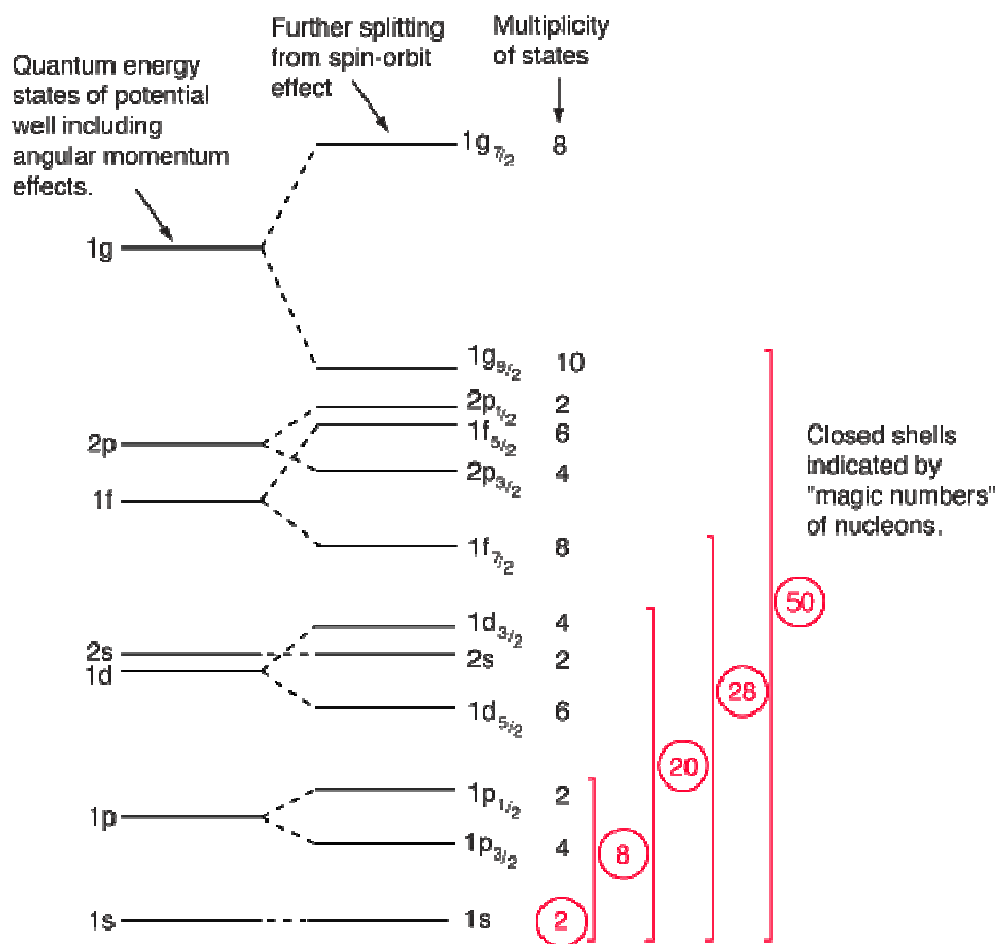 Further splitting
from spin-orbit
effect
Multiplicity
of states
Quantum energy
states of potential
well including
angular momentum
effects.
1g7/2 8
1g
1g9/2 10
2p1/2 2
2p
1f5/2 6
2p3/2 4
1f
1f7/2 8
Closed shells
indicated by
"magic numbers"
of nucleons.
50
1d3/2 4
2s
2s 2
1d
1d5/2 6
28
20
1p1/2 2
1p
1p3/2 4
8
1s
1s 2